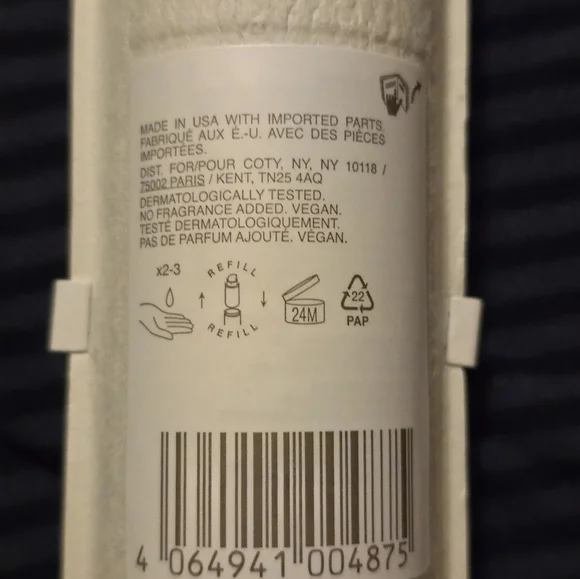 MADE IN USA WITH IMPORTED PARTS.
FABRIQUÉ AUX É.-U. AVEC DES PIÈCES
IMPORTÉES.
DIST. FOR/POUR COTY, NY, NY 10118 /
75002 PARIS / KENT, TN25 4AQ
DERMATOLOGICALLY TESTED.
NO FRAGRANCE ADDED. VEGAN.
TESTÉ DERMATOLOGIQUEMENT.
PAS DE PARFUM AJOUTÉ. VÉGAN.
x2-3
REFILL
REFILL
24M
22
PAP
4 064941 004875